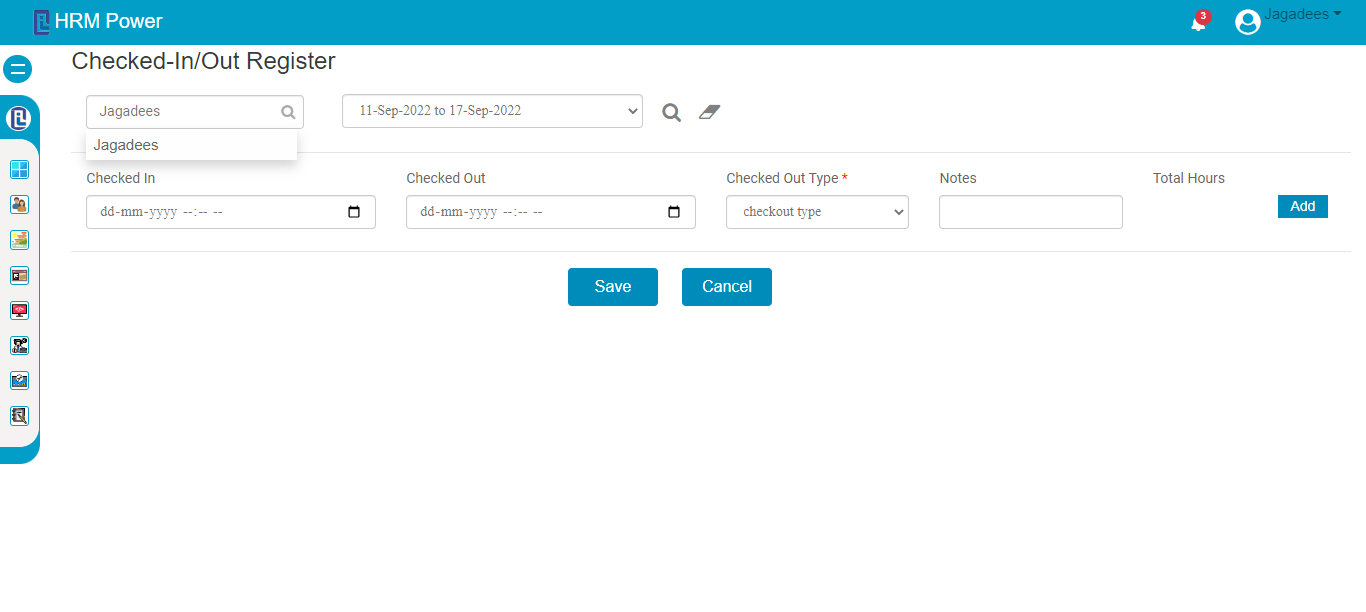 HRM Power
3
Jagadees
Checked-In/Out Register
Jagadees
11-Sep-2022 to 17-Sep-2022
Jagadees
Checked In
Checked Out
Checked Out Type *
Notes
Total Hours
dd-mm-yyyy --:-- --
dd-mm-yyyy --:-- --
checkout type
Add
Save
Cancel